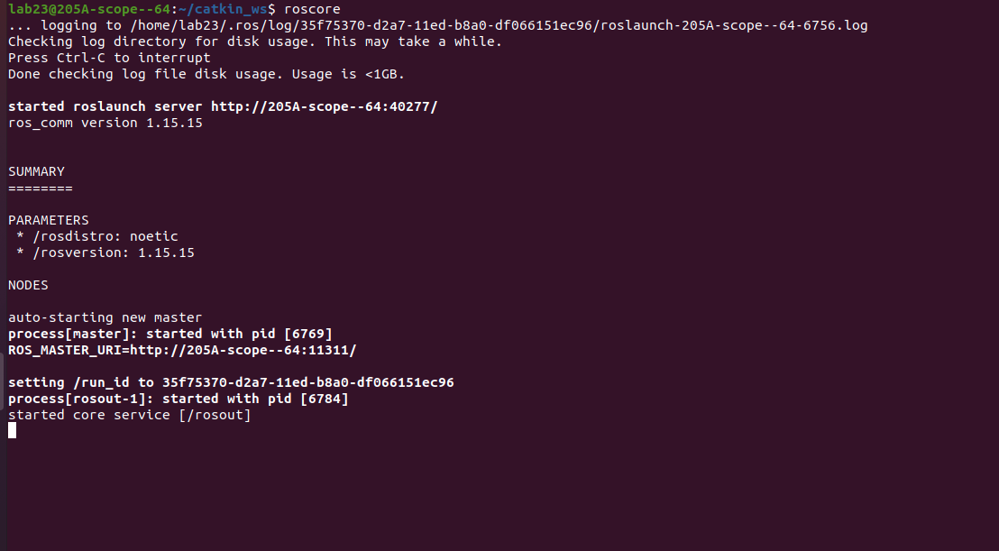 lab23@205A-scope--64:~/catkin_ws$ roscore
... logging to /home/lab23/.ros/log/35f75370-d2a7-11ed-b8a0-df066151ec96/roslaunch-205A-scope--64-6756.log
Checking log directory for disk usage. This may take a while.
Press Ctrl-C to interrupt
Done checking log file disk usage. Usage is <1GB.

started roslaunch server http://205A-scope--64:40277/
ros_comm version 1.15.15


SUMMARY
========

PARAMETERS
 * /rosdistro: noetic
 * /rosversion: 1.15.15

NODES

auto-starting new master
process[master]: started with pid [6769]
ROS_MASTER_URI=http://205A-scope--64:11311/

setting /run_id to 35f75370-d2a7-11ed-b8a0-df066151ec96
process[rosout-1]: started with pid [6784]
started core service [/rosout]